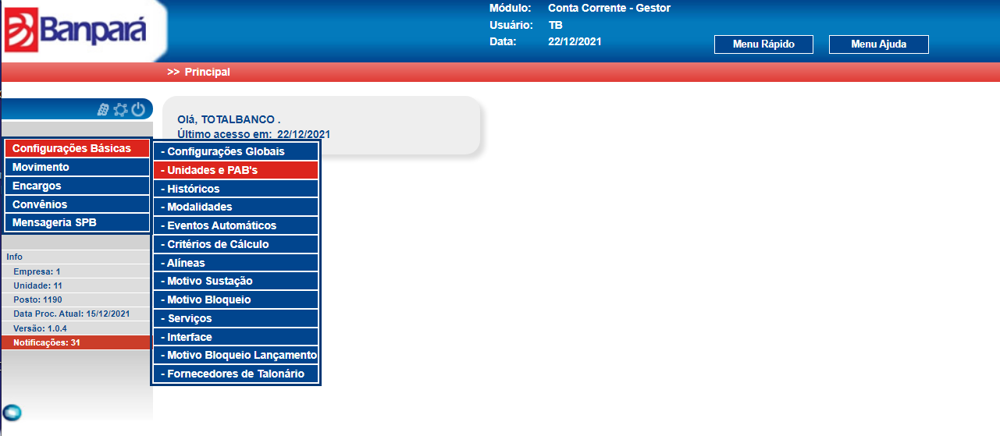 Banpará
Módulo: Conta Corrente - Gestor
Usuário: TB
Data: 22/12/2021
Menu Rápido
Menu Ajuda
>> Principal
Olá, TOTALBANCO .
Último acesso em: 22/12/2021
Configurações Básicas
Movimento
Encargos
Convênios
Mensageria SPB
- Configurações Globais
- Unidades e PAB's
- Históricos
- Modalidades
- Eventos Automáticos
- Critérios de Cálculo
- Alíneas
- Motivo Sustação
- Motivo Bloqueio
- Serviços
- Interface
- Motivo Bloqueio Lançamento
- Fornecedores de Talonário
Info
Empresa: 1
Unidade: 11
Posto: 1190
Data Proc. Atual: 15/12/2021
Versão: 1.0.4
Notificações: 31